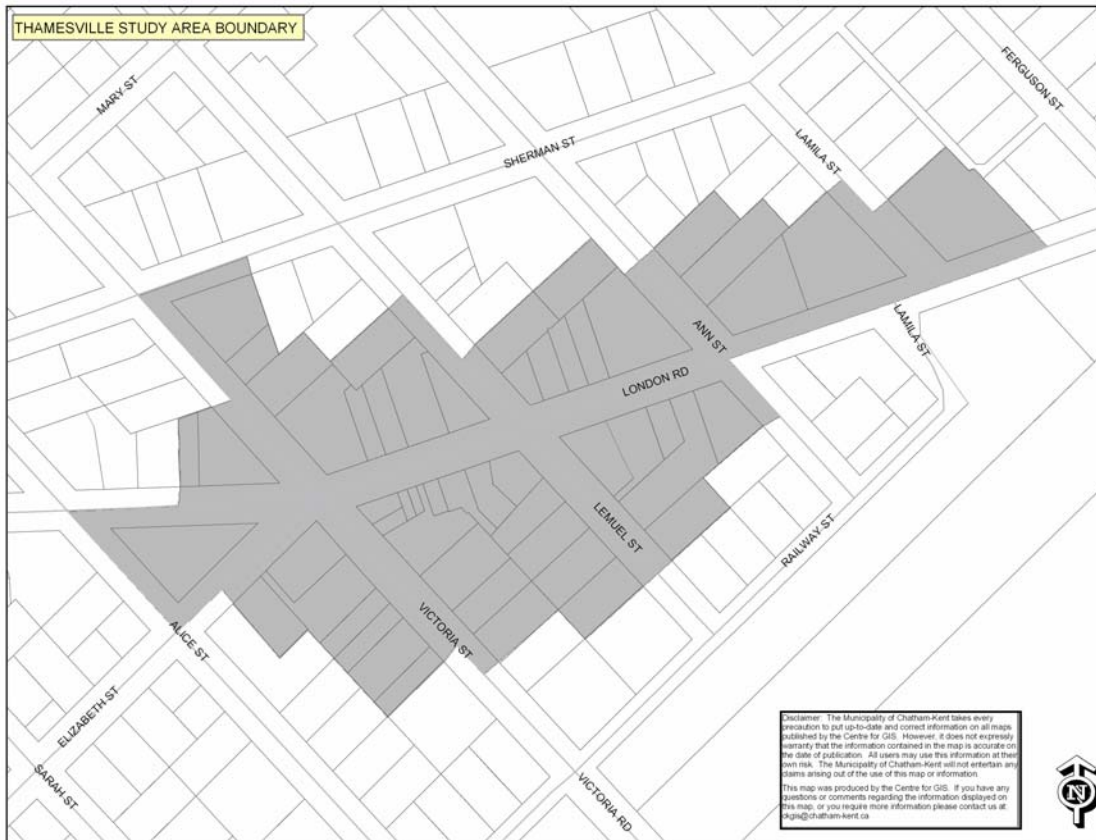 THAMESVILLE STUDY AREA BOUNDARY
MARY ST
FERGUSON ST
SHERMAN ST
LAMILA ST
ANN ST
LAMILA ST
LONDON RD
LEMUEL ST
RAILWAY ST
VICTORIA ST
ALICE ST
ELIZABETH ST
SARAH ST
VICTORIA RD
Disclaimer: The Municipality of Chatham-Kent takes every
precaution to put up-to-date and correct information on all maps
published by the Centre for GIS. However, it does not expressly
warranty that the information contained in the map is accurate on
the date of publication. All users may use this information at their
own risk. The Municipality of Chatham-Kent will not entertain any
claims arising out of the use of this map or information.
This map was produced by the Centre for GIS. If you have any
questions or comments regarding the information displayed on
this map, or you require more information please contact us at:
ckgis@chatham-kent.ca
N